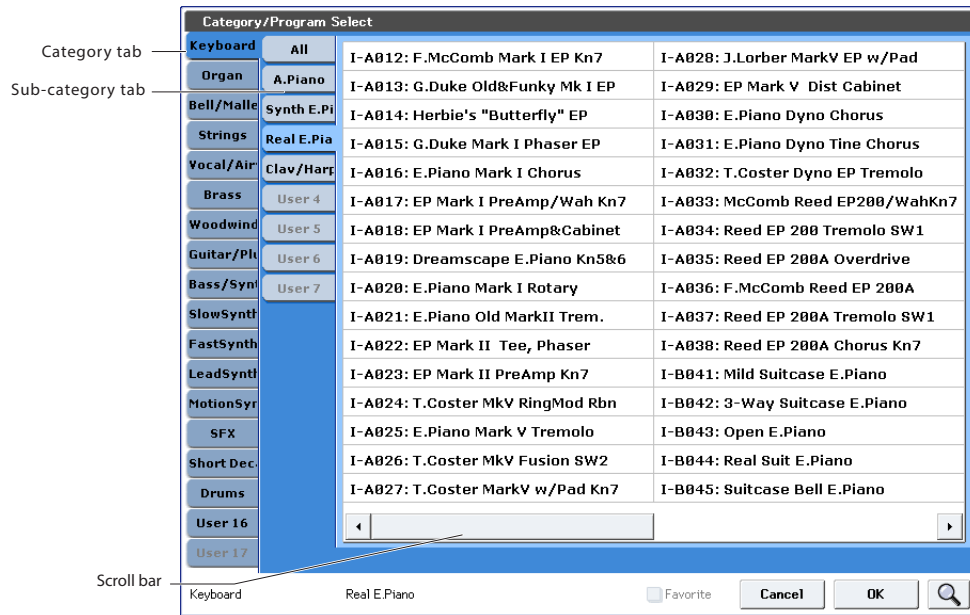 Category/Program Select
Category tab
Sub-category tab
Scroll bar
Keyboard
Organ
Bell/Malle
Strings
Vocal/Air
Brass
Woodwind
Guitar/Plu
Bass/Synt
SlowSynth
FastSynth
LeadSynth
MotionSyn
SFX
Short Dec.
Drums
User 16
User 17
All
A.Piano
Synth E.Pi
Real E.Pia
Clav/Harp
User 4
User 5
User 6
User 7
I-A012: F.McComb Mark I EP Kn7
I-A013: G.Duke Old&Funky Mk I EP
I-A014: Herbie's "Butterfly" EP
I-A015: G.Duke Mark I Phaser EP
I-A016: E.Piano Mark I Chorus
I-A017: EP Mark I PreAmp/Wah Kn7
I-A018: EP Mark I PreAmp&Cabinet
I-A019: Dreamscape E.Piano Kn5&6
I-A020: E.Piano Mark I Rotary
I-A021: E.Piano Old MarkII Trem.
I-A022: EP Mark II Tee, Phaser
I-A023: EP Mark II PreAmp Kn7
I-A024: T.Coster MkV RingMod Rbn
I-A025: E.Piano Mark V Tremolo
I-A026: T.Coster MkV Fusion SW2
I-A027: T.Coster MarkV w/Pad Kn7
I-A028: J.Lorber MarkV EP w/Pad
I-A029: EP Mark V Dist Cabinet
I-A030: E.Piano Dyno Chorus
I-A031: E.Piano Dyno Tine Chorus
I-A032: T.Coster Dyno EP Tremolo
I-A033: McComb Reed EP200/WahKn7
I-A034: Reed EP 200 Tremolo SW1
I-A035: Reed EP 200A Overdrive
I-A036: F.McComb Reed EP 200A
I-A037: Reed EP 200A Tremolo SW1
I-A038: Reed EP 200A Chorus Kn7
I-B041: Mild Suitcase E.Piano
I-B042: 3-Way Suitcase E.Piano
I-B043: Open E.Piano
I-B044: Real Suit E.Piano
I-B045: Suitcase Bell E.Piano
Keyboard
Real E.Piano
Favorite
Cancel
OK